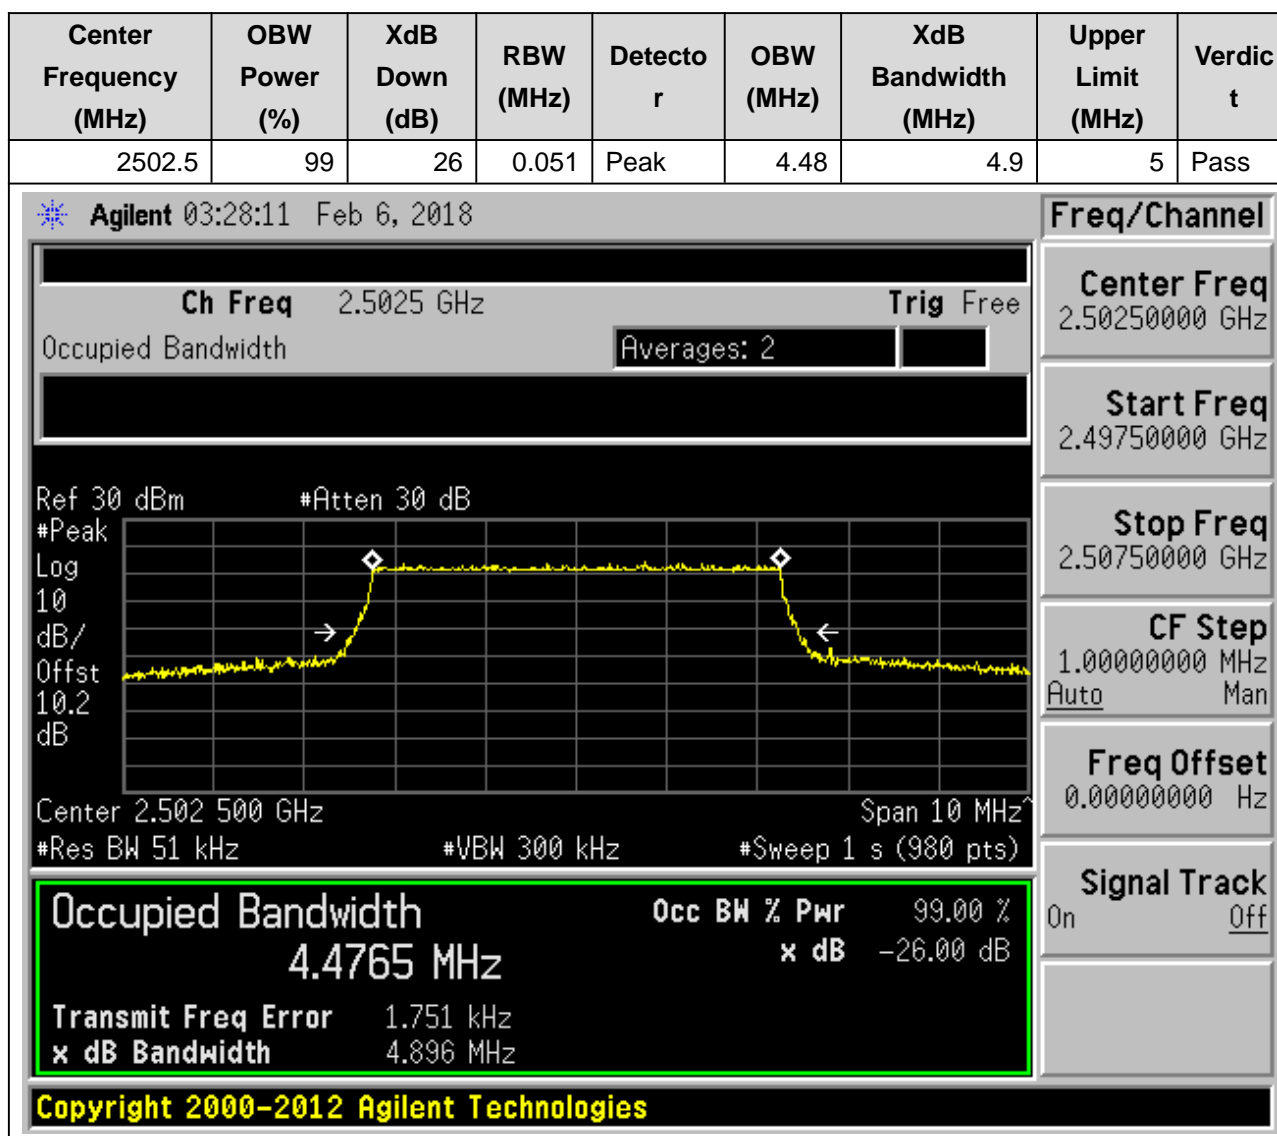 Center Frequency (MHz) OBW Power (%) XdB Down (dB) RBW (MHz) Detecto r OBW (MHz) XdB Bandwidth (MHz) Upper Limit (MHz) Verdic t
2502.5 99 26 0.051 Peak 4.48 4.9 5 Pass
Agilent 03:28:11 Feb 6, 2018
Freq/Channel
Ch Freq 2.5025 GHz Trig Free
Occupied Bandwidth Averages: 2
Center Freq
2.50250000 GHz
Start Freq
2.49750000 GHz
Stop Freq
2.50750000 GHz
CF Step
1.00000000 MHz
Auto Man
Freq Offset
0.00000000 Hz
Signal Track
On Off
Ref 30 dBm #Atten 30 dB
#Peak
Log
10
dB/
Offst
10.2
dB
Center 2.502 500 GHz Span 10 MHz^
#Res BW 51 kHz #VBW 300 kHz #Sweep 1 s (980 pts)
Occupied Bandwidth Occ BW % Pwr 99.00 %
4.4765 MHz x dB -26.00 dB
Transmit Freq Error 1.751 kHz
x dB Bandwidth 4.896 MHz
Copyright 2000-2012 Agilent Technologies